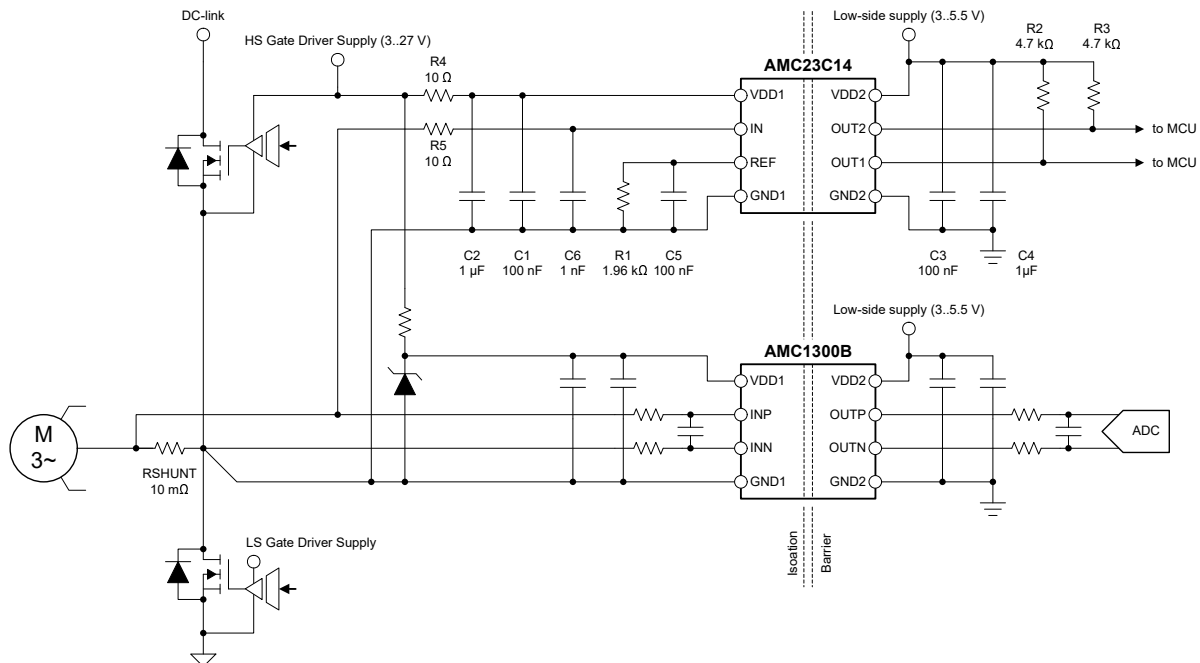 DC-link
HS Gate Driver Supply (3..27 V)
Low-side supply (3..5.5 V)
R2
4.7 kΩ
R3
4.7 kΩ
R4
10 Ω
AMC23C14
VDD1
VDD2
IN
OUT2
to MCU
R5
10 Ω
REF
OUT1
to MCU
GND1
GND2
C2
1 µF
C1
100 nF
C6
1 nF
R1
1.96 kΩ
C5
100 nF
C3
100 nF
C4
1µF
Low-side supply (3..5.5 V)
AMC1300B
VDD1
VDD2
INP
OUTP
M
3~
ADC
INN
OUTN
RSHUNT
10 mΩ
GND1
GND2
LS Gate Driver Supply
Isoation
Barrier